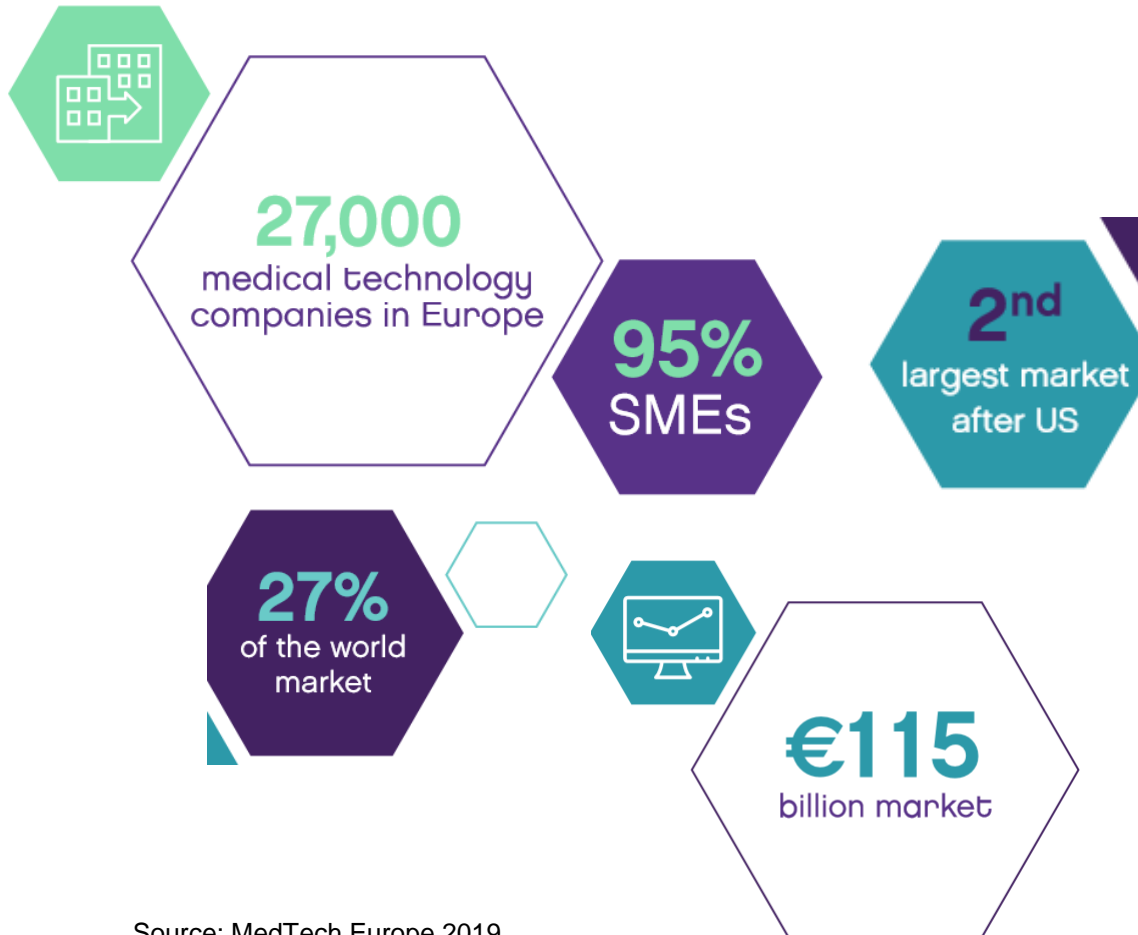 27,000
medical technology
companies in Europe
95%
SMEs
2nd
largest market
after US
27%
of the world
market
€115
billion market
Source: MedTech Europe 2019